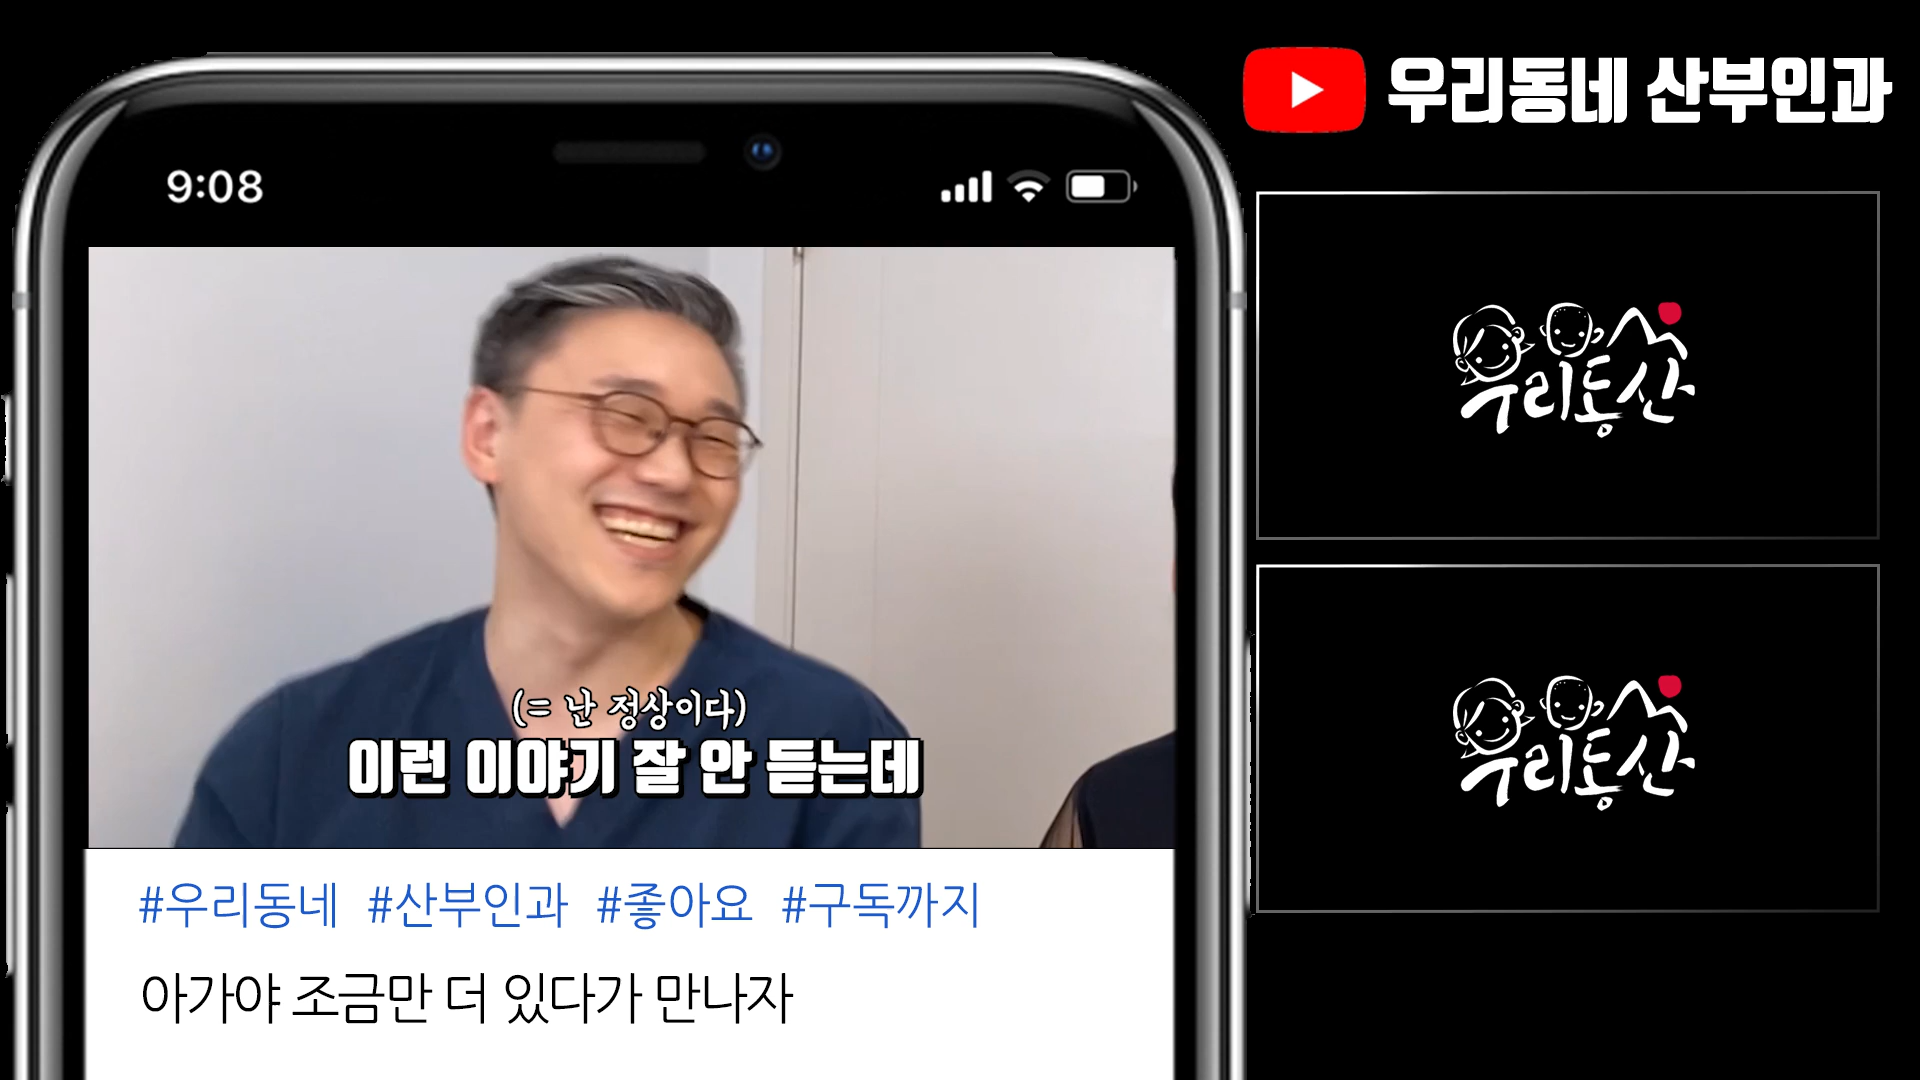 우리동네 산부인과
9:08
(= 난 정상이다)
이런 이야기 잘 안 듣는데
#우리동네 #산부인과 #좋아요 #구독까지
아가야 조금만 더 있다가 만나자
우리동산
우리동산